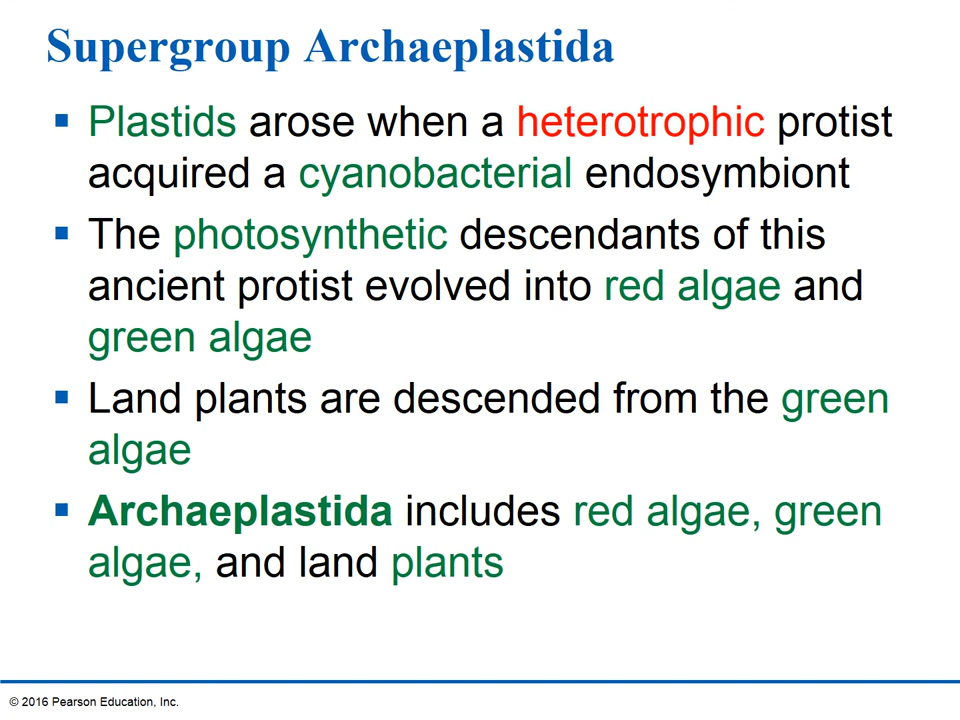 Supergroup Archaeplastida
▪ Plastids arose when a heterotrophic protist
acquired a cyanobacterial endosymbiont
▪ The photosynthetic descendants of this
ancient protist evolved into red algae and
green algae
▪ Land plants are descended from the green
algae
▪ Archaeplastida includes red algae, green
algae, and land plants
© 2016 Pearson Education, Inc.